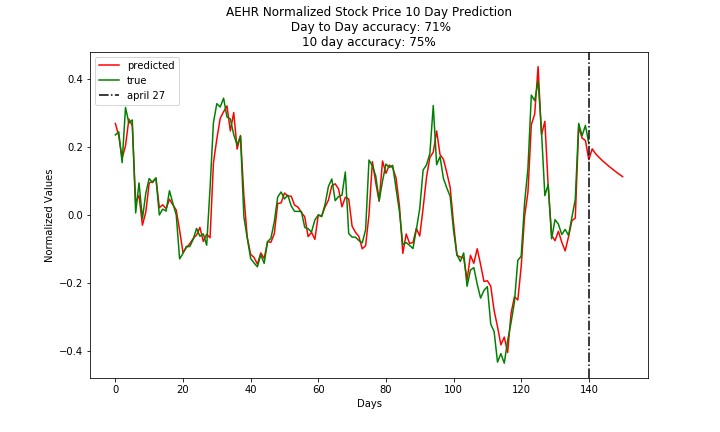 AEHR Normalized Stock Price 10 Day Prediction
Day to Day accuracy: 71%
10 day accuracy: 75%
predicted
true
april 27
Normalized Values
0.4
0.2
0.0
−0.2
−0.4
0 20 40 60 80 100 120 140
Days